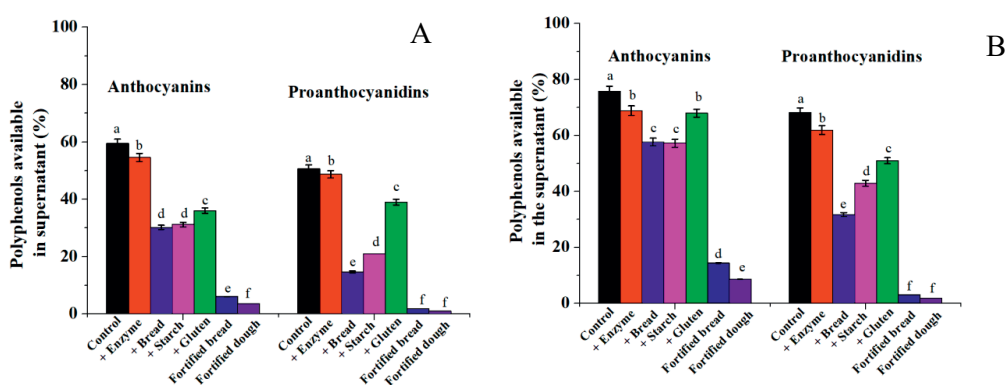 A
Polyphenols available
in supernatant (%)
100
80
60
40
20
0
Anthocyanins
Proanthocyanidins
a
b
d
d
c
e
f
a
b
e
d
c
f
f
Control
+ Enzyme
+ Bread
+ Starch
+ Gluten
Fortified bread
Fortified dough
Control
+ Enzyme
+ Bread
+ Starch
+ Gluten
Fortified bread
Fortified dough
B
Polyphenols available
in the supernatant (%)
100
80
60
40
20
0
Anthocyanins
Proanthocyanidins
a
b
c
c
b
d
e
a
b
e
d
c
f
f
Control
+ Enzyme
+ Bread
+ Starch
+ Gluten
Fortified bread
Fortified dough
Control
+ Enzyme
+ Bread
+ Starch
+ Gluten
Fortified bread
Fortified dough